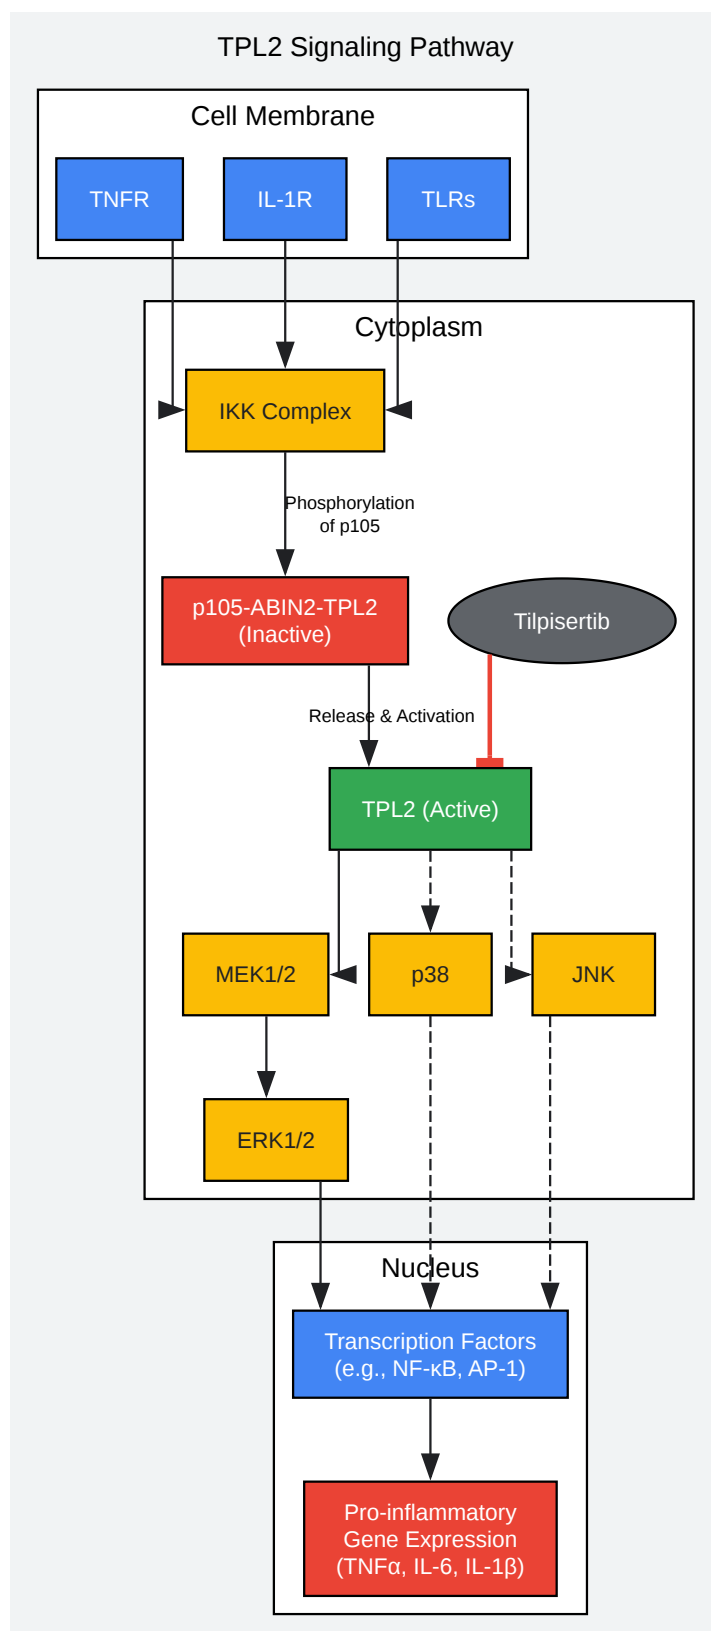 TPL2 Signaling Pathway
Cell Membrane
TNFR
IL-1R
TLRs
Cytoplasm
IKK Complex
Phosphorylation
of p105
p105-ABIN2-TPL2
(Inactive)
Tilpisertib
Release & Activation
TPL2 (Active)
MEK1/2
p38
JNK
ERK1/2
Nucleus
Transcription Factors
(e.g., NF-κB, AP-1)
Pro-inflammatory
Gene Expression
(TNFα, IL-6, IL-1β)